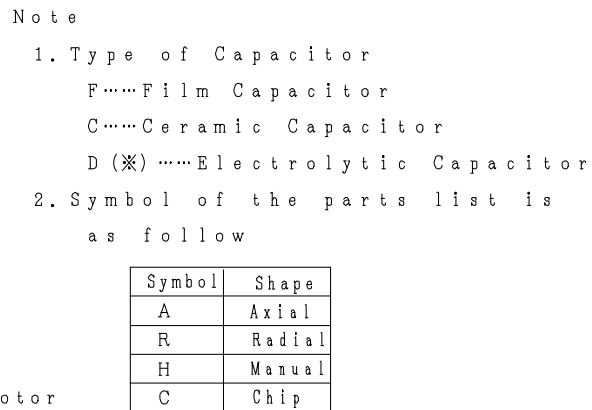 Note
1. Type of Capacitor
F……Film Capacitor
C……Ceramic Capacitor
D (※) ……Electrolytic Capacitor
2. Symbol of the parts list is
as follow
Symbol Shape
A Axial
R Radial
H Manual
otor C Chip